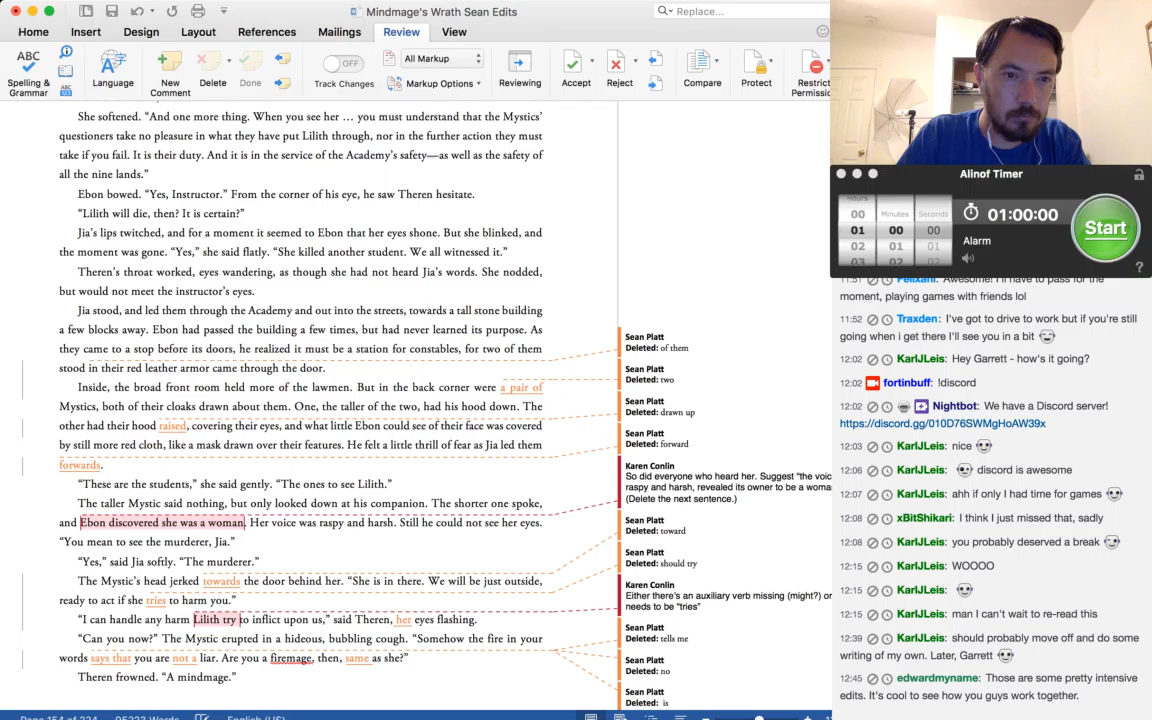 Mindmage's Wrath Sean Edits
Replace...
Home Insert Design Layout References Mailings Review View
ABC
Spelling & Grammar
ABC
Language
New Comment
Delete
Done
OFF
Track Changes
All Markup
Markup Options
Reviewing
Accept
Reject
Compare
Protect
Restrict
She softened. “And one more thing. When you see her … you must understand that the Mystics’
questioners take no pleasure in what they have put Lilith through, nor in the further action they must
take if you fail. It is their duty. And it is in the service of the Academy’s safety—as well as the safety of
all the nine lands.”
Ebon bowed. “Yes, Instructor.” From the corner of his eye, he saw Theren hesitate.
“Lilith will die, then? It is certain?”
Jia’s lips twitched, and for a moment it seemed to Ebon that her eyes shone. But she blinked, and
the moment was gone. “Yes,” she said flatly. “She killed another student. We all witnessed it.”
Theren’s throat worked, eyes wandering, as though she had not heard Jia’s words. She nodded,
but would not meet the instructor’s eyes.
Jia stood, and led them through the Academy and out into the streets, towards a tall stone building
a few blocks away. Ebon had passed the building a few times, but had never learned its purpose. As
they came to a stop before its doors, he realized it must be a station for constables, for two of them
stood in their red leather armor came through the door.
Inside, the broad front room held more of the lawmen. But in the back corner were a pair of
Mystics, both of their cloaks drawn about them. One, the taller of the two, had his hood down. The
other had their hood raised, covering their eyes, and what little Ebon could see of their face was covered
by still more red cloth, like a mask drawn over their features. He felt a little thrill of fear as Jia led them
forwards.
“These are the students,” she said gently. “The ones to see Lilith.”
The taller Mystic said nothing, but only looked down at his companion. The shorter one spoke,
and Ebon discovered she was a woman. Her voice was raspy and harsh. Still he could not see her eyes.
“You mean to see the murderer, Jia.”
“Yes,” said Jia softly. “The murderer.”
The Mystic’s head jerked towards the door behind her. “She is in there. We will be just outside,
ready to act if she tries to harm you.”
“I can handle any harm Lilith try to inflict upon us,” said Theren, her eyes flashing.
“Can you now?” The Mystic erupted in a hideous, bubbling cough. “Somehow the fire in your
words says that you are not a liar. Are you a firemage, then, same as she?”
Theren frowned. “A mindmage.”
Sean Platt
Deleted: of them
Sean Platt
Deleted: two
Sean Platt
Deleted: drawn up
Sean Platt
Deleted: forward
Karen Conlin
So did everyone who heard her. Suggest “the voic
raspy and harsh, revealed its owner to be a woma
(Delete the next sentence.)
Sean Platt
Deleted: toward
Sean Platt
Deleted: should try
Karen Conlin
Either there’s an auxiliary verb missing (might?) or
needs to be “tries”
Sean Platt
Deleted: tells me
Sean Platt
Deleted: no
Sean Platt
Deleted: is
English (US)
Alinof Timer
Hours Minutes Seconds
00
01 00 00
02 01 01
03 02 02
01:00:00
Alarm
Start
?
11:51 Felixani: Awesome! I'll have to pass for the
moment, playing games with friends lol
11:52 Traxden: I've got to drive to work but if you're still
going when i get there I'll see you in a bit
12:02 KarlJLeis: Hey Garrett - how's it going?
12:02 fortinbuff: !discord
12:02 Nightbot: We have a Discord server!
https://discord.gg/010D76SWMgHoAW39x
12:03 KarlJLeis: nice
12:06 KarlJLeis: discord is awesome
12:07 KarlJLeis: ahh if only I had time for games
12:08 xBitShikari: I think I just missed that, sadly
12:08 KarlJLeis: you probably deserved a break
12:15 KarlJLeis: WOOOO
12:15 KarlJLeis:
12:15 KarlJLeis: man I can't wait to re-read this
12:39 KarlJLeis: should probably move off and do some
writing of my own. Later, Garrett
12:45 edwardmyname: Those are some pretty intensive
edits. It's cool to see how you guys work together.